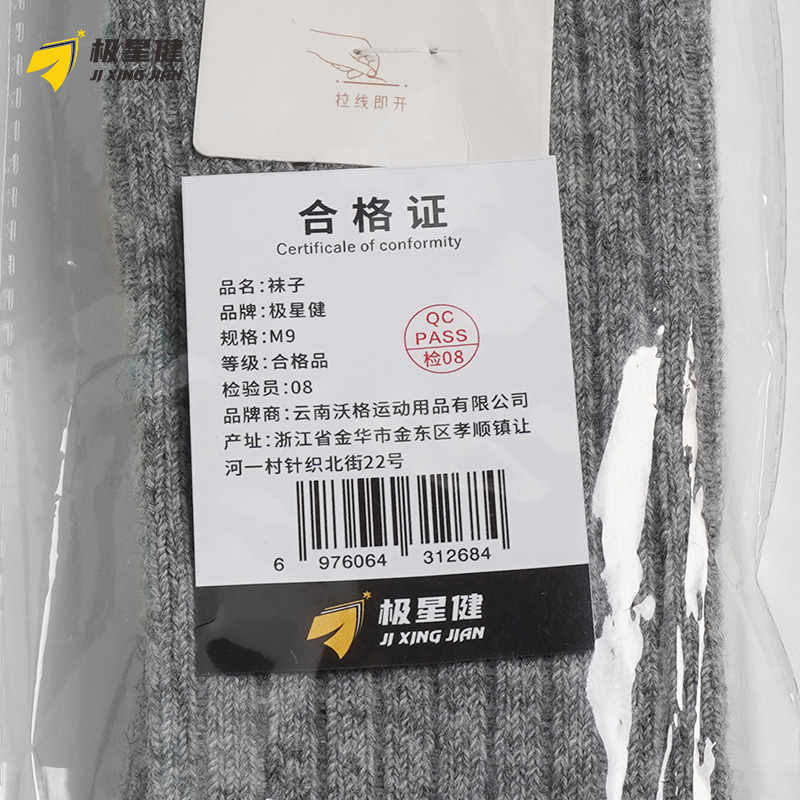 极星健
JI XING JIAN
拉线即开
合格证
Certificale of conformity
品名:袜子
品牌:极星健
规格:M9
等级:合格品
检验员:08
QC
PASS
检08
品牌商:云南沃格运动用品有限公司
产址:浙江省金华市金东区孝顺镇让
河一村针织北街22号
6 976064 312684
极星健
JI XING JIAN